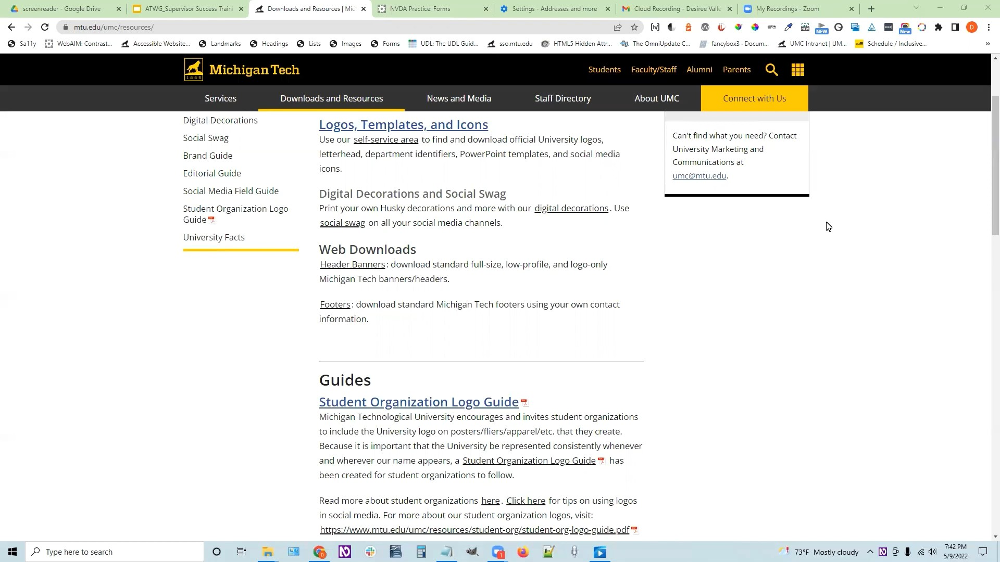 screenreader - Google Drive
ATWG_Supervisor Success Traini
Downloads and Resources | Mic
NVDA Practice: Forms
Settings - Addresses and more
Cloud Recording - Desiree Valle
My Recordings - Zoom
mtu.edu/umc/resources/
NEW
NEW
New
D
Sa11y
WebAIM: Contrast...
Accessible Website...
Landmarks
Headings
Lists
Images
Forms
UDL: The UDL Guid...
sso.mtu.edu
HTML5 Hidden Attr...
The OmniUpdate C...
fancybox3 · Docum...
UMC Intranet | UM...
Schedule / Inclusive...
1885
Michigan Tech
Students
Faculty/Staff
Alumni
Parents
Services
Downloads and Resources
News and Media
Staff Directory
About UMC
Connect with Us
Digital Decorations
Social Swag
Brand Guide
Editorial Guide
Social Media Field Guide
Student Organization Logo
Guide
University Facts
Logos, Templates, and Icons
Use our self-service area to find and download official University logos,
letterhead, department identifiers, PowerPoint templates, and social media
icons.
Digital Decorations and Social Swag
Print your own Husky decorations and more with our digital decorations. Use
social swag on all your social media channels.
Web Downloads
Header Banners: download standard full-size, low-profile, and logo-only
Michigan Tech banners/headers.
Footers: download standard Michigan Tech footers using your own contact
information.
Guides
Student Organization Logo Guide
Michigan Technological University encourages and invites student organizations
to include the University logo on posters/fliers/apparel/etc. that they create.
Because it is important that the University be represented consistently whenever
and wherever our name appears, a Student Organization Logo Guide has
been created for student organizations to follow.
Read more about student organizations here. Click here for tips on using logos
in social media. For more about our student organization logos, visit:
https://www.mtu.edu/umc/resources/student-org/student-org-logo-guide.pdf
Can't find what you need? Contact
University Marketing and
Communications at
umc@mtu.edu.
Type here to search
1
73°F Mostly cloudy
7:42 PM
5/9/2022